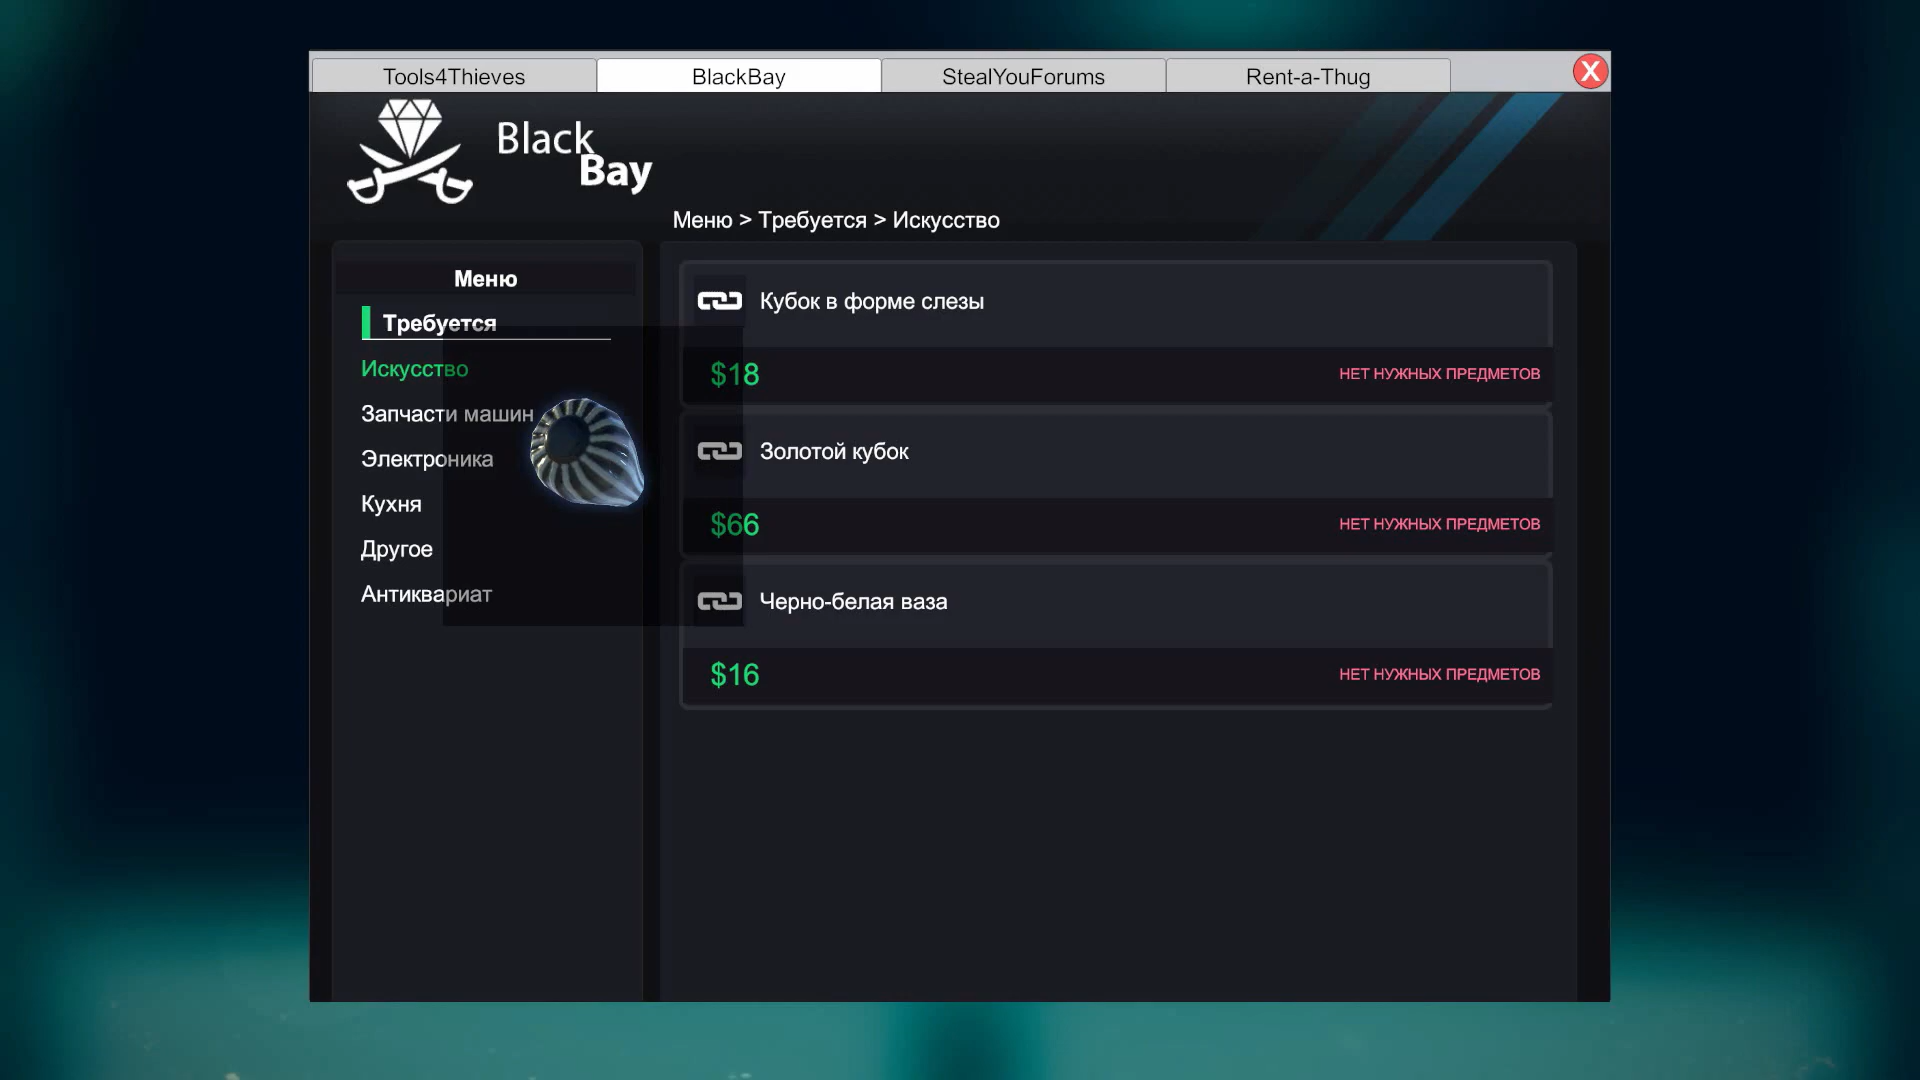 Tools4Thieves
BlackBay
StealYouForums
Rent-a-Thug
X
Black
Bay
Меню > Требуется > Искусство
Меню
Требуется
Искусство
Запчасти машин
Электроника
Кухня
Другое
Антиквариат
Кубок в форме слезы
$18
НЕТ НУЖНЫХ ПРЕДМЕТОВ
Золотой кубок
$66
НЕТ НУЖНЫХ ПРЕДМЕТОВ
Черно-белая ваза
$16
НЕТ НУЖНЫХ ПРЕДМЕТОВ